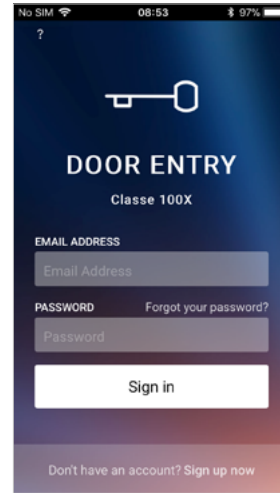 No SIM 08:53 97%
?
DOOR ENTRY
Classe 100X
EMAIL ADDRESS
Email Address
PASSWORD Forgot your password?
Password
Sign in
Don't have an account? Sign up now